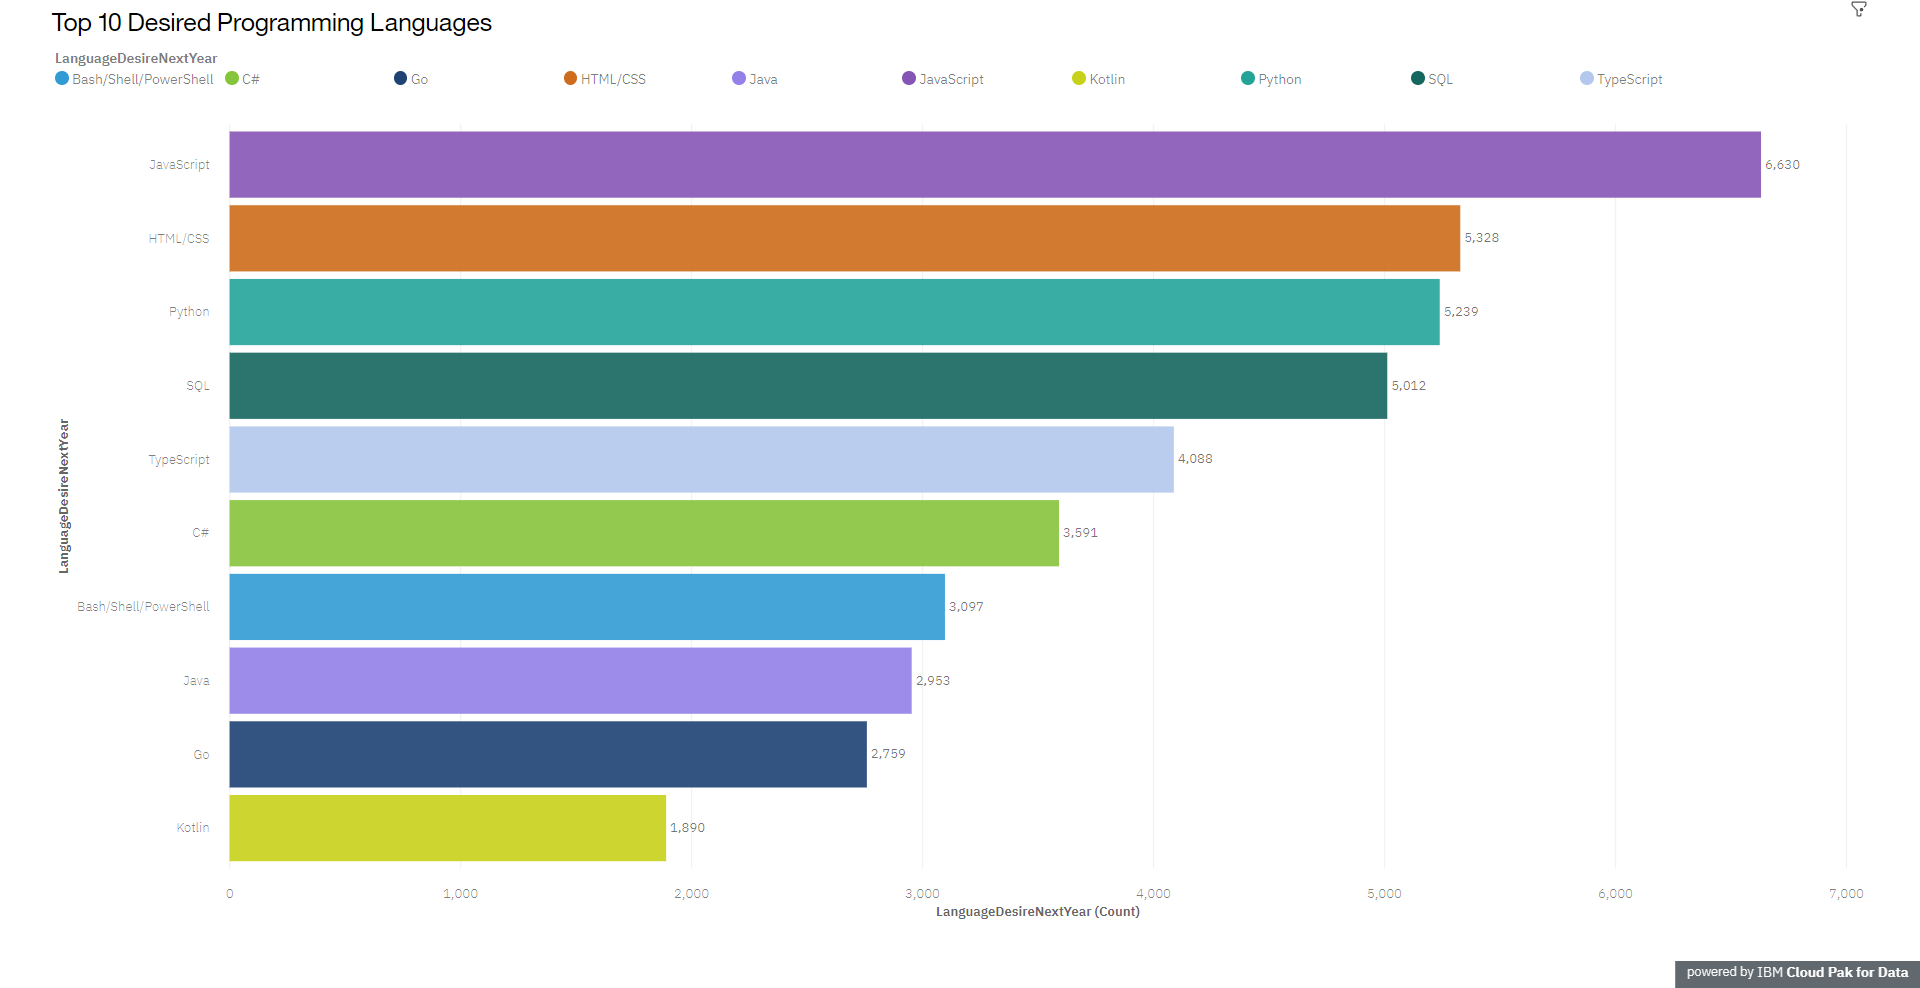 Top 10 Desired Programming Languages
LanguageDesireNextYear
Bash/Shell/PowerShell C# Go HTML/CSS Java JavaScript Kotlin Python SQL TypeScript
LanguageDesireNextYear
JavaScript 6,630
HTML/CSS 5,328
Python 5,239
SQL 5,012
TypeScript 4,088
C# 3,591
Bash/Shell/PowerShell 3,097
Java 2,953
Go 2,759
Kotlin 1,890
0 1,000 2,000 3,000 4,000 5,000 6,000 7,000
LanguageDesireNextYear (Count)
powered by IBM Cloud Pak for Data